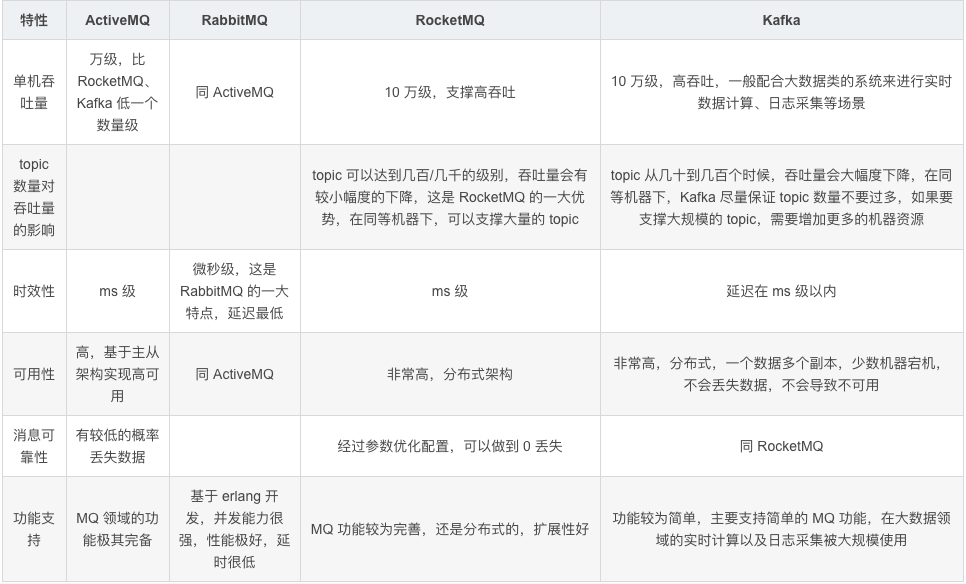 特性
ActiveMQ
RabbitMQ
RocketMQ
Kafka
单机吞
吐量
万级，比
RocketMQ、
Kafka 低一个
数量级
同 ActiveMQ
10 万级，支撑高吞吐
10 万级，高吞吐，一般配合大数据类的系统来进行实时
数据计算、日志采集等场景
topic
数量对
吞吐量
的影响
topic 可以达到几百/几千的级别，吞吐量会有
较小幅度的下降，这是 RocketMQ 的一大优
势，在同等机器下，可以支撑大量的 topic
topic 从几十到几百个时候，吞吐量会大幅度下降，在同
等机器下，Kafka 尽量保证 topic 数量不要过多，如果要
支撑大规模的 topic，需要增加更多的机器资源
时效性
ms 级
微秒级，这是
RabbitMQ 的一大
特点，延迟最低
ms 级
延迟在 ms 级以内
可用性
高，基于主从
架构实现高可
用
同 ActiveMQ
非常高，分布式架构
非常高，分布式，一个数据多个副本，少数机器宕机，
不会丢失数据，不会导致不可用
消息可
靠性
有较低的概率
丢失数据
经过参数优化配置，可以做到 0 丢失
同 RocketMQ
功能支
持
MQ 领域的功
能极其完备
基于 erlang 开
发，并发能力很
强，性能极好，延
时很低
MQ 功能较为完善，还是分布式的，扩展性好
功能较为简单，主要支持简单的 MQ 功能，在大数据领
域的实时计算以及日志采集被大规模使用